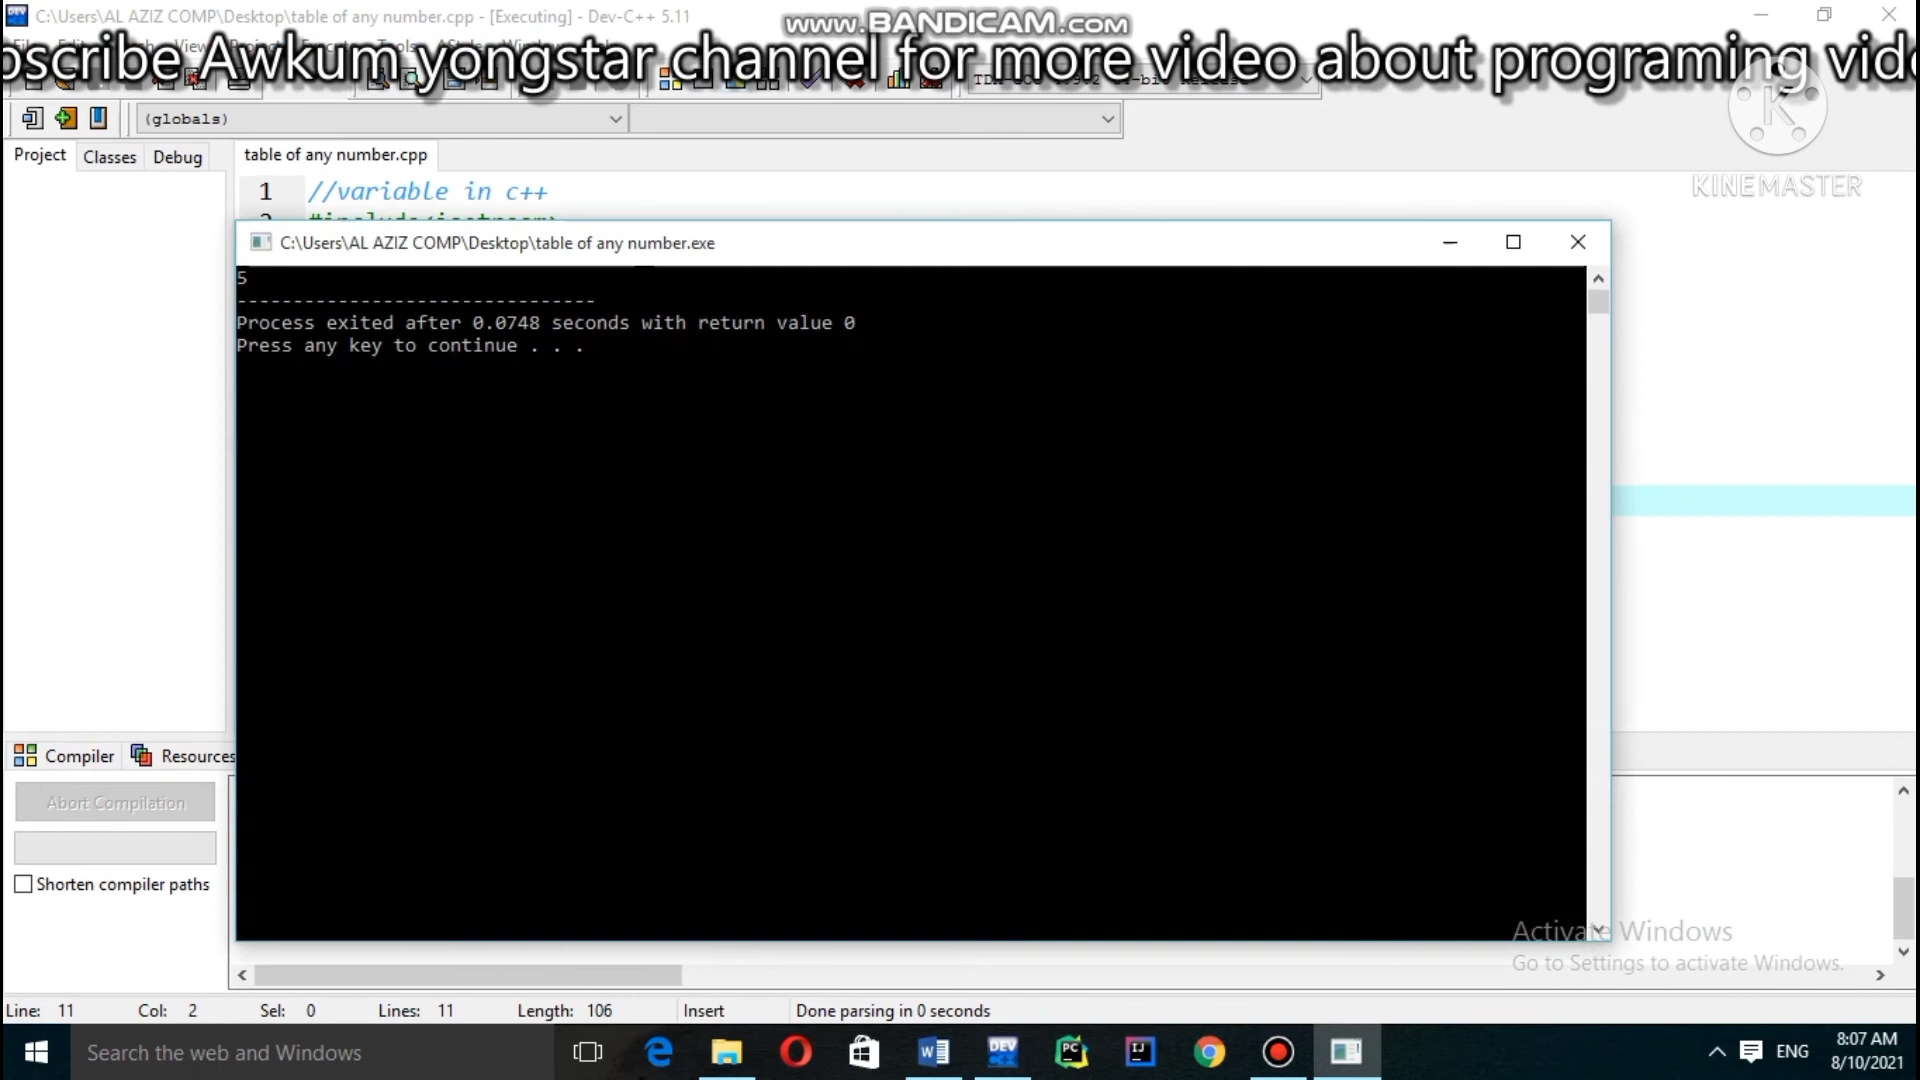 C:\Users\AL AZIZ COMP\Desktop\table of any number.cpp - [Executing] - Dev-C++ 5.11
www.BANDICAM.com
oscribe Awkum yongstar channel for more video about programing vide
(globals)
Project Classes Debug
table of any number.cpp
KINEMASTER
1 //variable in c++
2 #include<iostream>
C:\Users\AL AZIZ COMP\Desktop\table of any number.exe
5
--------------------------------
Process exited after 0.0748 seconds with return value 0
Press any key to continue . . .
Compiler Resources
Abort Compilation
Shorten compiler paths
Activate Windows
Go to Settings to activate Windows.
Line: 11 Col: 2 Sel: 0 Lines: 11 Length: 106 Insert Done parsing in 0 seconds
Search the web and Windows
ENG
8:07 AM
8/10/2021